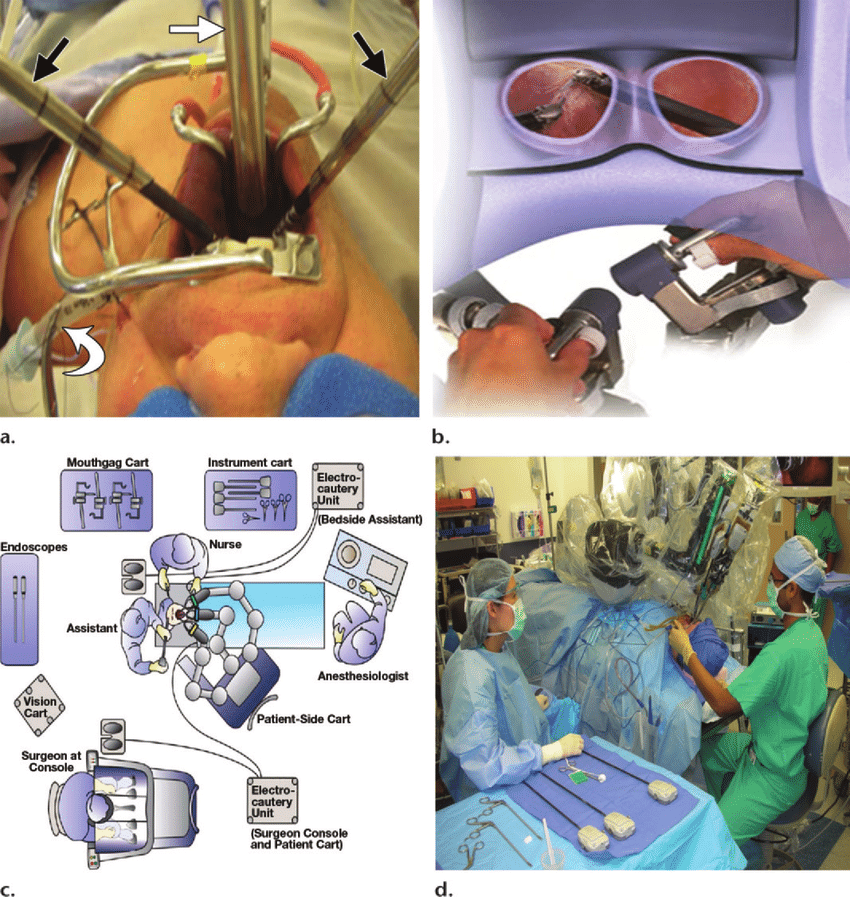 a.
b.
Mouthgag Cart
Instrument cart
Electro-
cautery
Unit
(Bedside Assistant)
Endoscopes
Nurse
Assistant
Anesthesiologist
Vision
Cart
Patient-Side Cart
Surgeon at
Console
Electro-
cautery
Unit
(Surgeon Console
and Patient Cart)
c.
d.